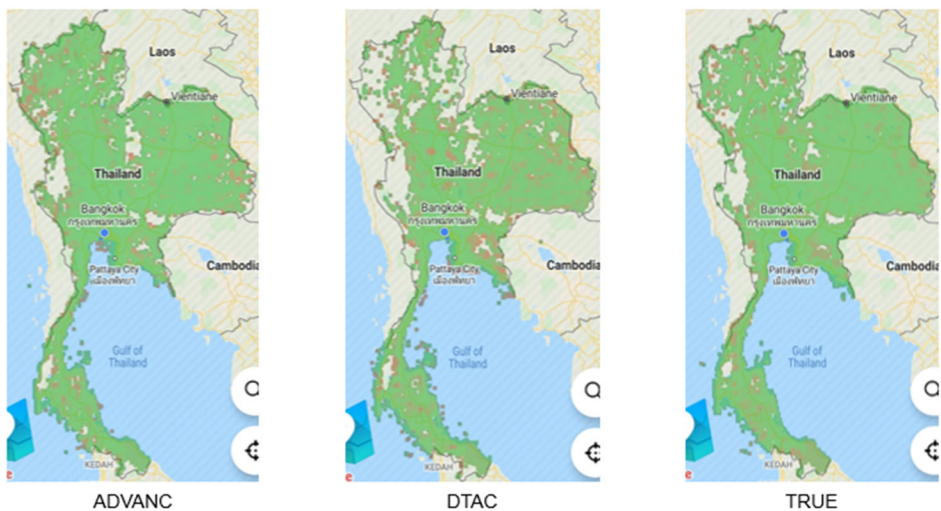 Laos
Vientiane
Thailand
Bangkok
กรุงเทพมหานคร
Pattaya City
เมืองพัทยา
Cambodia
Gulf of
Thailand
KEDAH
e
ADVANC
Laos
Vientiane
Thailand
Bangkok
กรุงเทพมหานคร
Pattaya City
เมืองพัทยา
Cambodia
Gulf of
Thailand
KEDAH
e
DTAC
Laos
Vientiane
Thailand
Bangkok
กรุงเทพมหานคร
Pattaya City
เมืองพัทยา
Cambodia
Gulf of
Thailand
KEDAH
e
TRUE